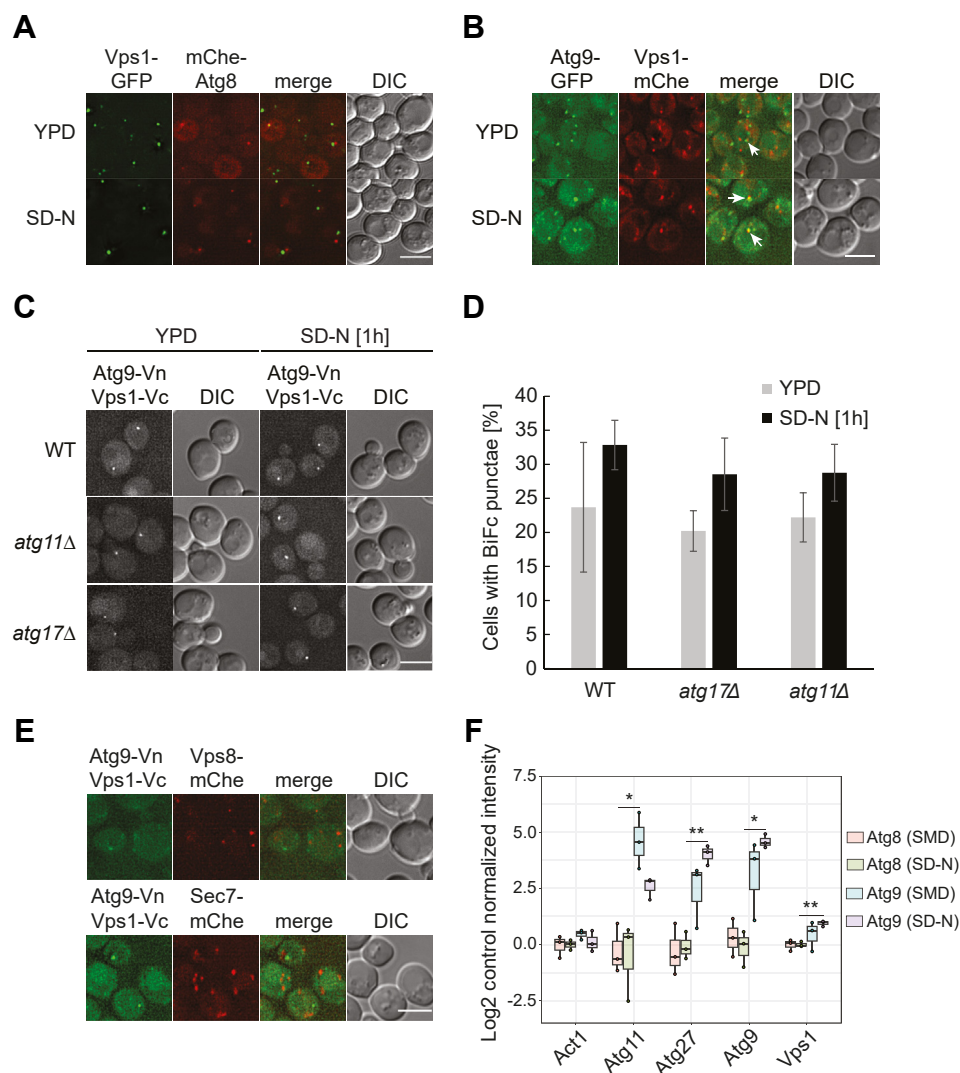 A
Vps1-
GFP
mChe-
Atg8
merge
DIC
YPD
SD-N
B
Atg9-
GFP
Vps1-
mChe
merge
DIC
YPD
SD-N
C
YPD
SD-N [1h]
Atg9-Vn
Vps1-Vc
DIC
Atg9-Vn
Vps1-Vc
DIC
WT
atg11Δ
atg17Δ
D
Cells with BiFc punctae [%]
40
35
30
25
20
15
10
5
0
YPD
SD-N [1h]
WT
atg17Δ
atg11Δ
E
Atg9-Vn
Vps1-Vc
Vps8-
mChe
merge
DIC
Atg9-Vn
Vps1-Vc
Sec7-
mChe
merge
DIC
F
Log2 control normalized intensity
7.5
5.0
2.5
0.0
-2.5
*
**
*
**
Act1
Atg11
Atg27
Atg9
Vps1
Atg8 (SMD)
Atg8 (SD-N)
Atg9 (SMD)
Atg9 (SD-N)